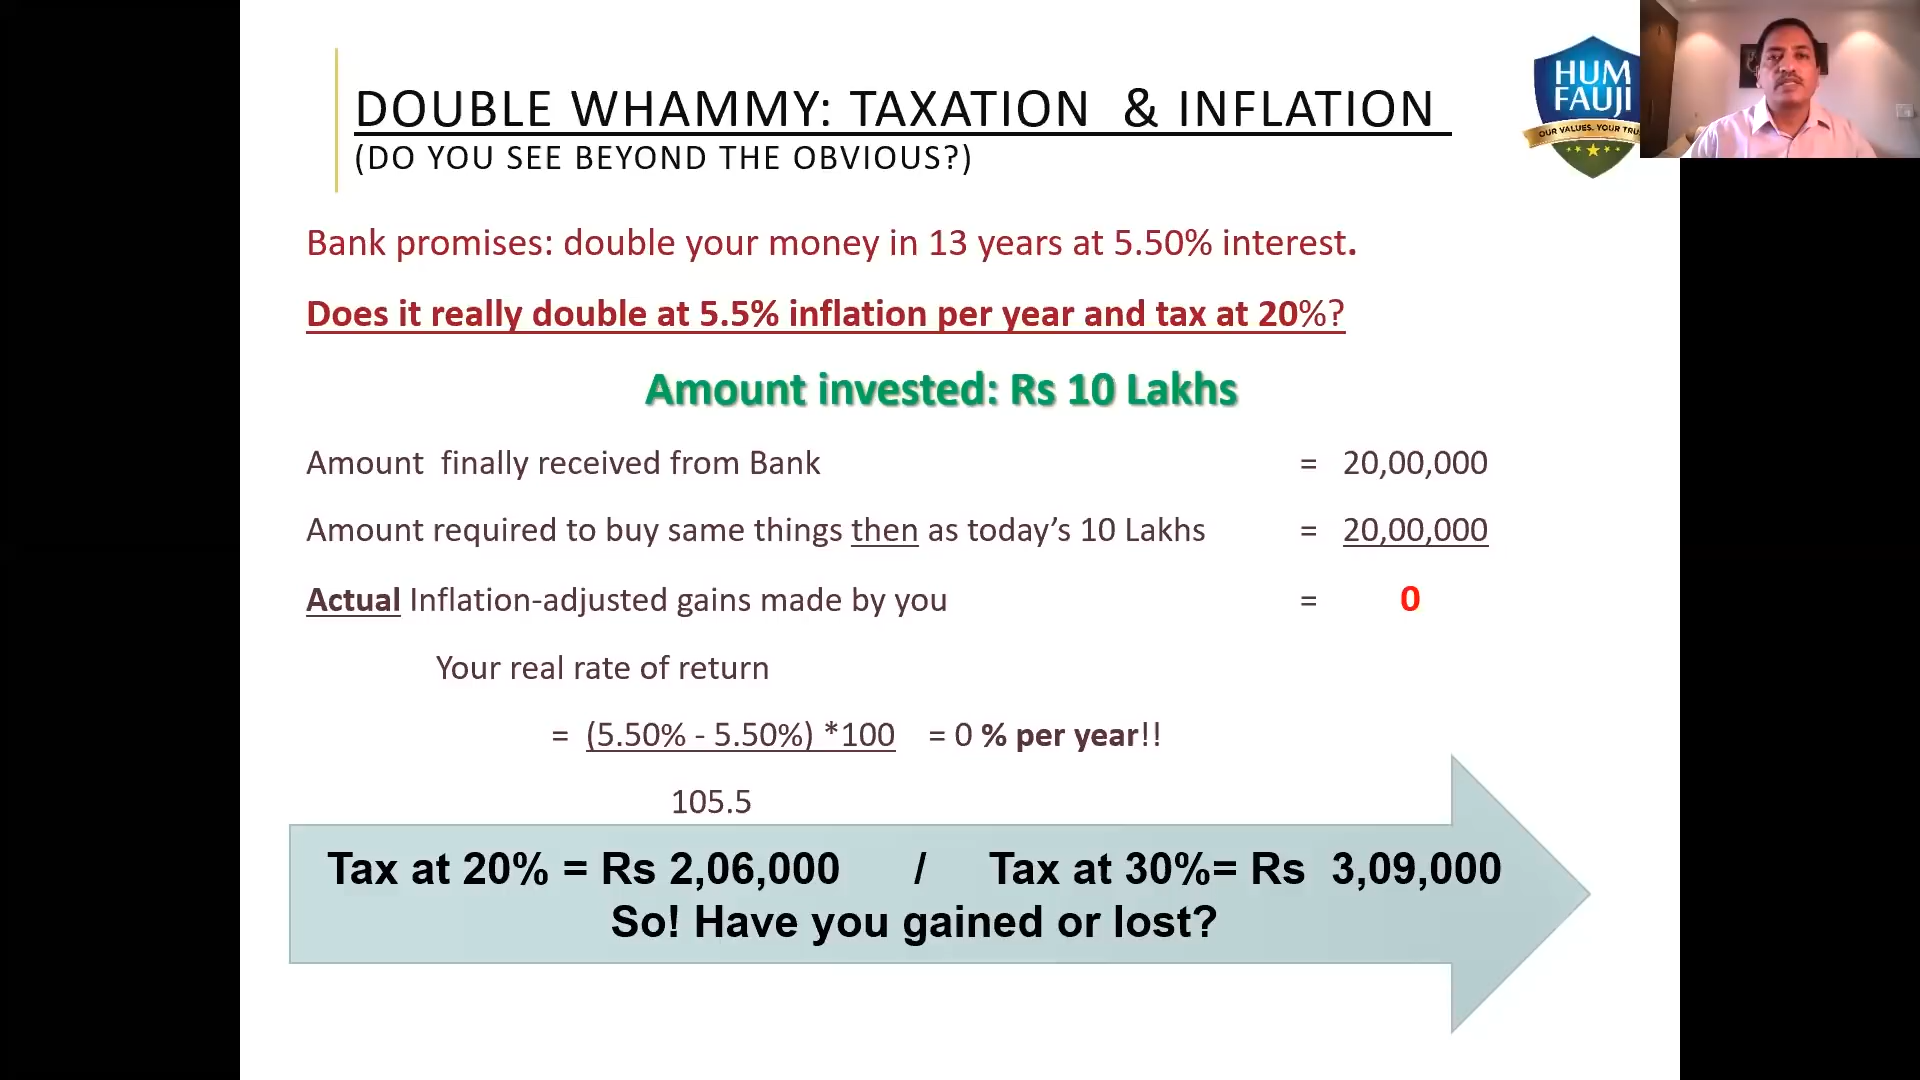 DOUBLE WHAMMY: TAXATION & INFLATION
(DO YOU SEE BEYOND THE OBVIOUS?)
HUM
FAUJI
OUR VALUES. YOUR
Bank promises: double your money in 13 years at 5.50% interest.
Does it really double at 5.5% inflation per year and tax at 20%?
Amount invested: Rs 10 Lakhs
Amount finally received from Bank = 20,00,000
Amount required to buy same things then as today's 10 Lakhs = 20,00,000
Actual Inflation-adjusted gains made by you = 0
Your real rate of return
= (5.50% - 5.50%) *100 = 0 % per year!!
105.5
Tax at 20% = Rs 2,06,000 / Tax at 30%= Rs 3,09,000
So! Have you gained or lost?